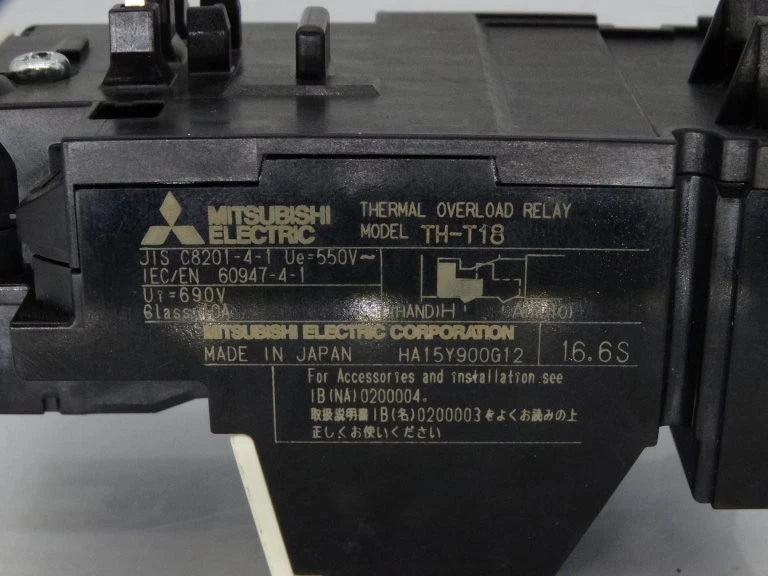 MITSUBISHI
ELECTRIC
THERMAL OVERLOAD RELAY
MODEL TH-T18
JIS C8201-4-1 Ue=550V~
IEC/EN 60947-4-1
Ui=690V
Class
(HAND)H
MITSUBISHI ELECTRIC CORPORATION
MADE IN JAPAN HA15Y900G12
16.6S
For Accessories and installation see
IB(NA)0200004。
取扱説明書IB(名)0200003をよくお読みの上
正しくお使いください